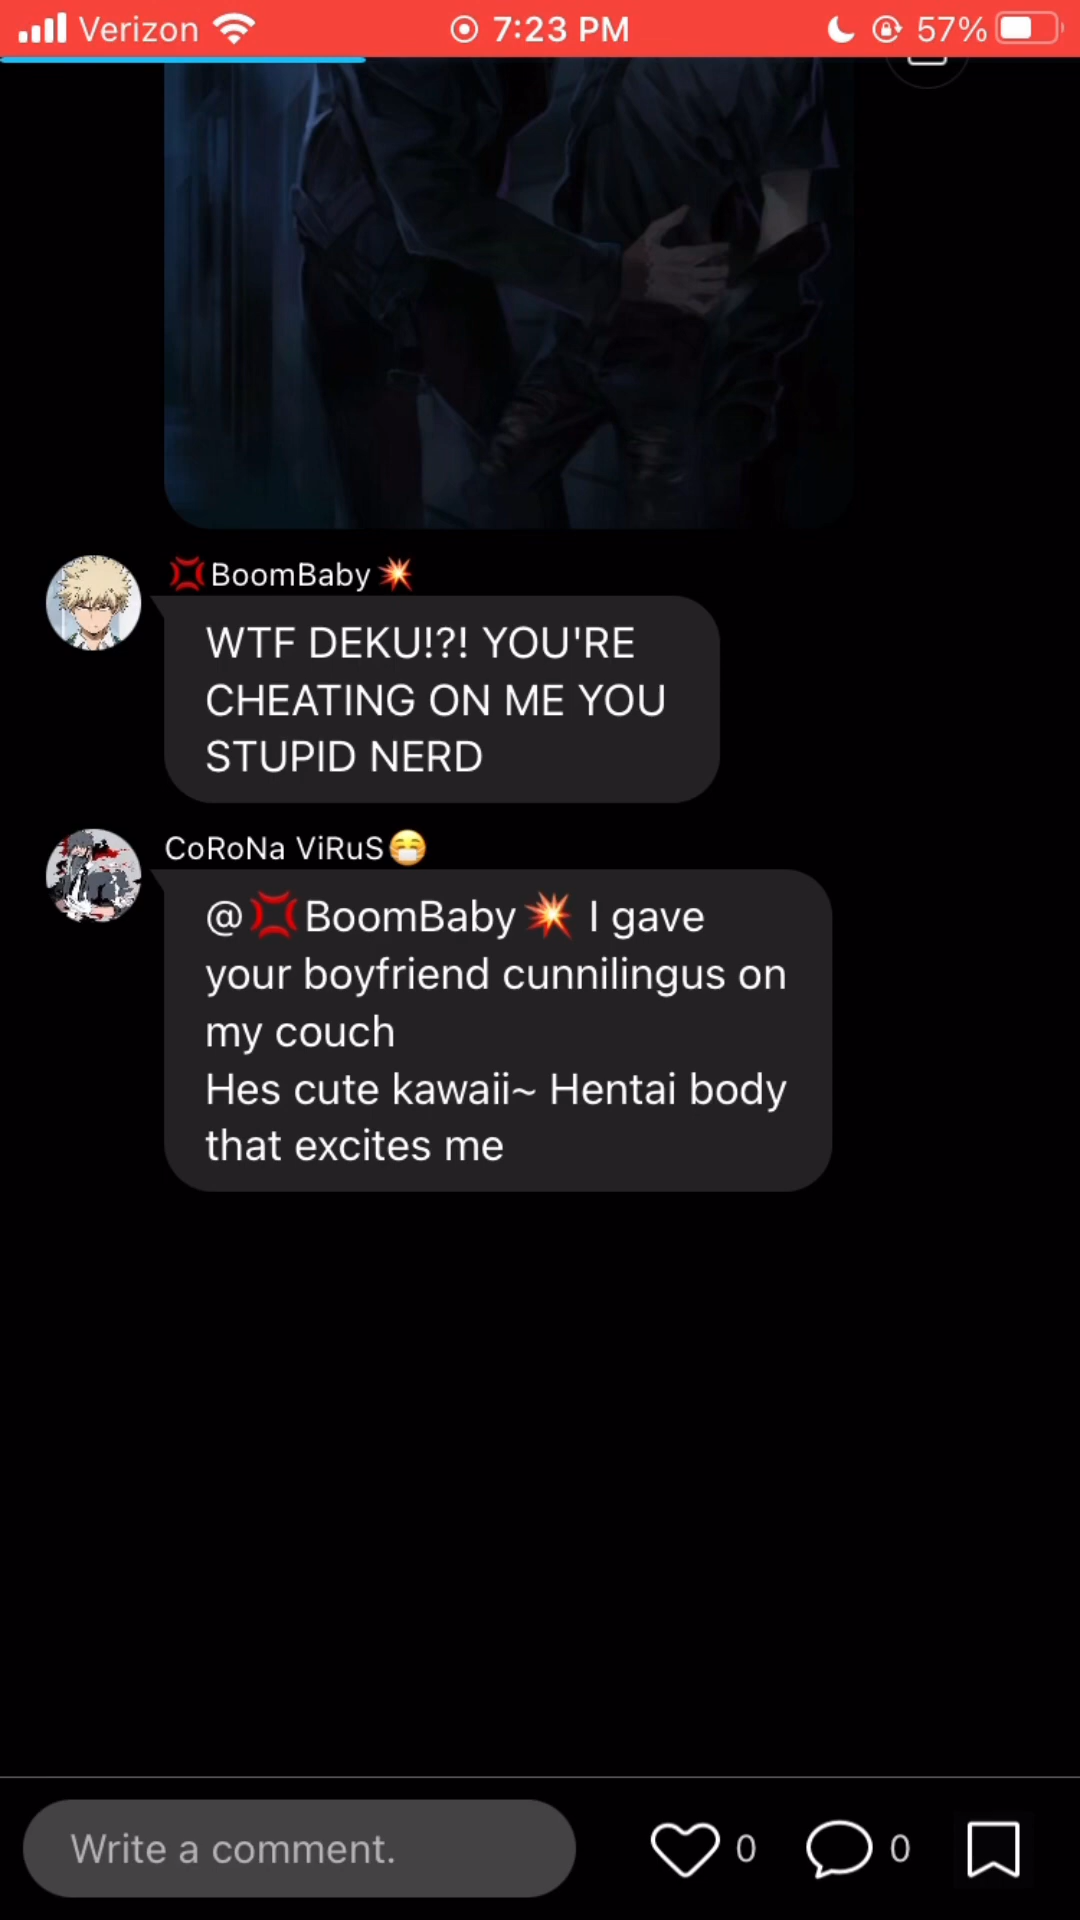 Verizon 7:23 PM 57%
💢BoomBaby💥
WTF DEKU!?! YOU'RE
CHEATING ON ME YOU
STUPID NERD
CoRoNa ViRuS😷
@💢BoomBaby💥 I gave
your boyfriend cunnilingus on
my couch
Hes cute kawaii~ Hentai body
that excites me
Write a comment. 0 0